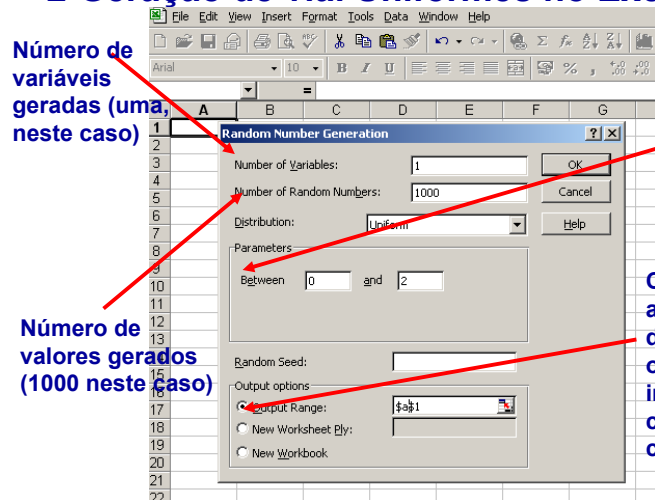 File Edit View Insert Format Tools Data Window Help
Arial 10 B I U
=
A B C D E F G
1
2
3
4
5
6
7
8
9
10
11
12
13
15
16
17
18
19
20
21
22
Número de
variáveis
geradas (uma,
neste caso)
Número de
valores gerados
(1000 neste caso)
Random Number Generation
Number of Variables: 1 OK
Number of Random Numbers: 1000 Cancel
Distribution: Uniform Help
Parameters
Between 0 and 2
Random Seed:
Output options
Output Range: $a$1
New Worksheet Ply:
New Workbook